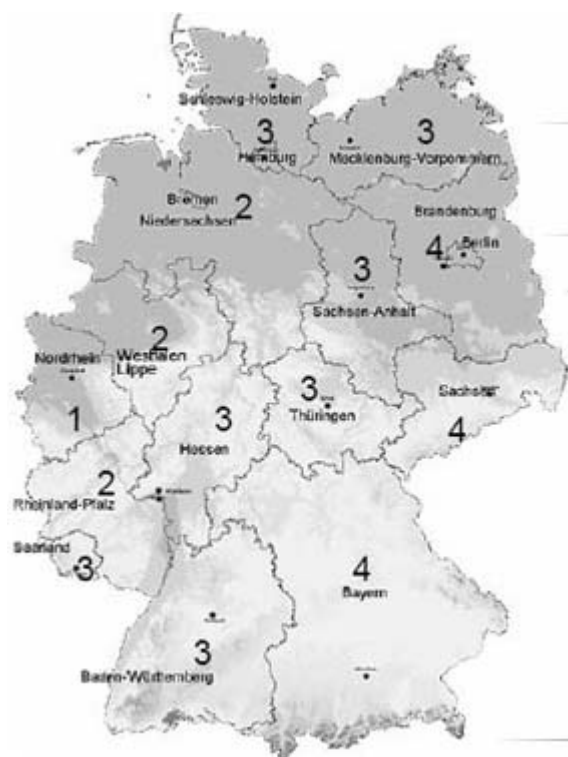 Schleswig-Holstein
3
3
Hamburg
Mecklenburg-Vorpommern
Bremen
2
Niedersachsen
Brandenburg
4
Berlin
3
Sachsen-Anhalt
2
Nordrhein
Westfalen
Lippe
1
3
Thüringen
Sachsen
4
3
Hessen
2
Rheinland-Pfalz
Saarland
3
4
Bayern
3
Baden-Württemberg